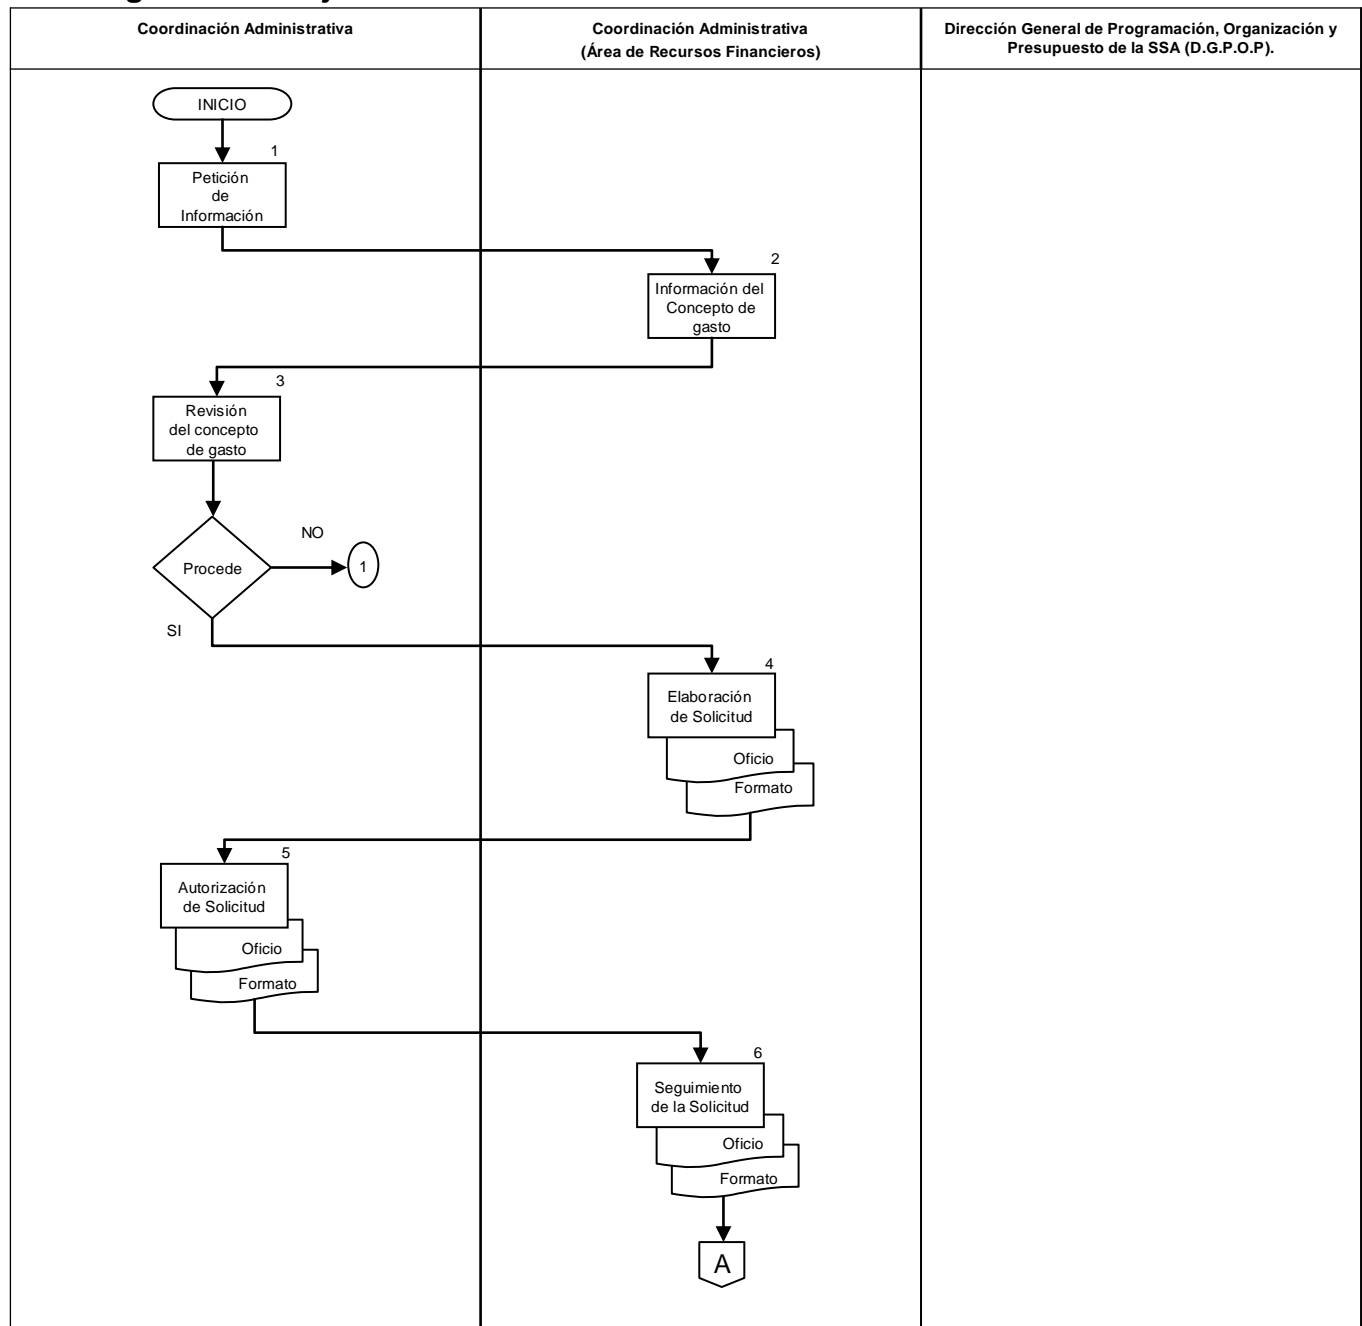 Coordinación Administrativa
Coordinación Administrativa
(Área de Recursos Financieros)
Dirección General de Programación, Organización y
Presupuesto de la SSA (D.G.P.O.P).
INICIO
1
Petición
de
Información
2
Información del
Concepto de
gasto
3
Revisión
del concepto
de gasto
Procede
NO
1
SI
4
Elaboración
de Solicitud
Oficio
Formato
5
Autorización
de Solicitud
Oficio
Formato
6
Seguimiento
de la Solicitud
Oficio
Formato
A